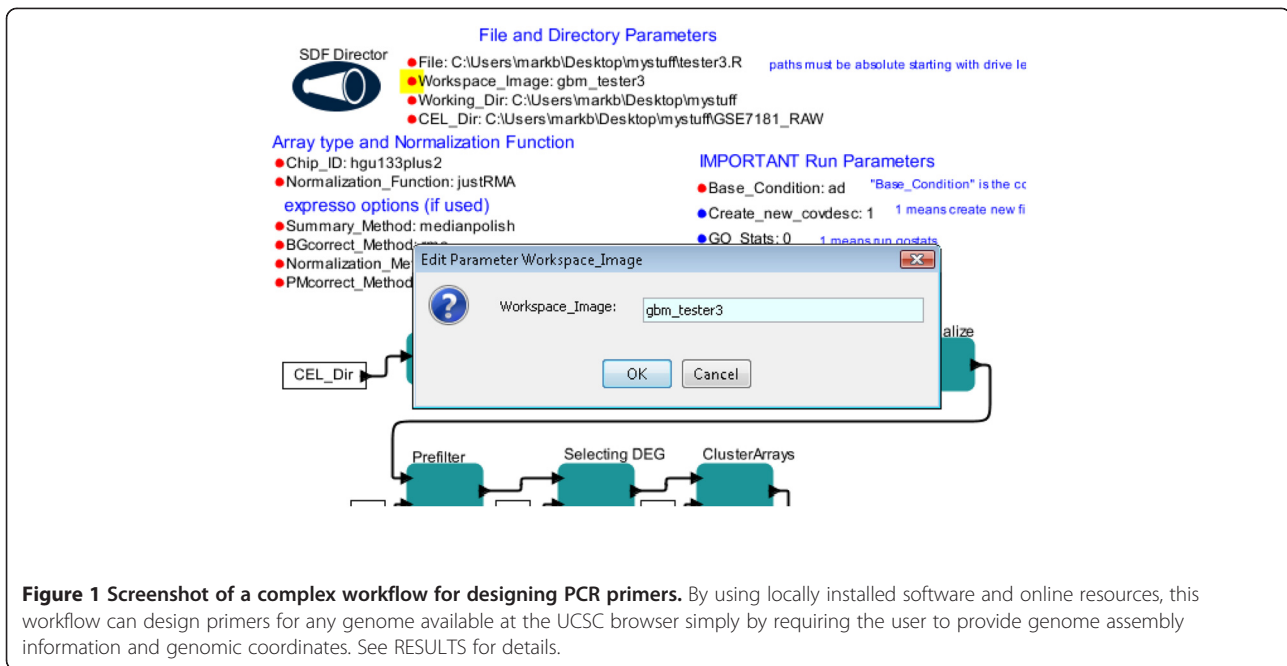 File and Directory Parameters
SDF Director
File: C:\Users\markb\Desktop\mystuff\tester3.R
paths must be absolute starting with drive le
Workspace_Image: gbm_tester3
Working_Dir: C:\Users\markb\Desktop\mystuff
CEL_Dir: C:\Users\markb\Desktop\mystuff\GSE7181_RAW
Array type and Normalization Function
Chip_ID: hgu133plus2
Normalization_Function: justRMA
expresso options (if used)
Summary_Method: medianpolish
BGcorrect_Method:
Normalization_Me
PMcorrect_Method
IMPORTANT Run Parameters
Base_Condition: ad
"Base_Condition" is the cc
Create_new_covdesc: 1
1 means create new fi
GO_Stats: 0
1 means run gostats
Edit Parameter Workspace_Image
Workspace_Image:
gbm_tester3
OK
Cancel
alize
CEL_Dir
Prefilter
Selecting DEG
ClusterArrays
Figure 1 Screenshot of a complex workflow for designing PCR primers. By using locally installed software and online resources, this
workflow can design primers for any genome available at the UCSC browser simply by requiring the user to provide genome assembly
information and genomic coordinates. See RESULTS for details.